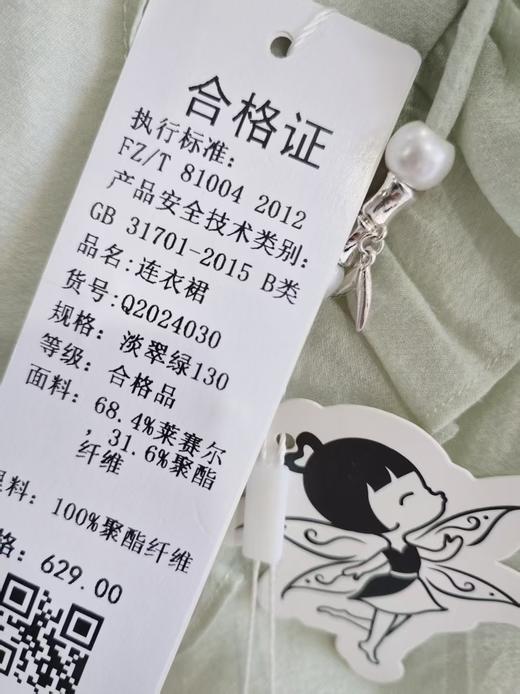 合格证
执行标准:
FZ/T 81004 2012
产品安全技术类别:
GB 31701-2015 B类
品名:连衣裙
货号:Q2024030
规格: 淡翠绿130
等级: 合格品
面料: 68.4%莱赛尔
,31.6%聚酯
纤维
里料: 100%聚酯纤维
格: 629.00